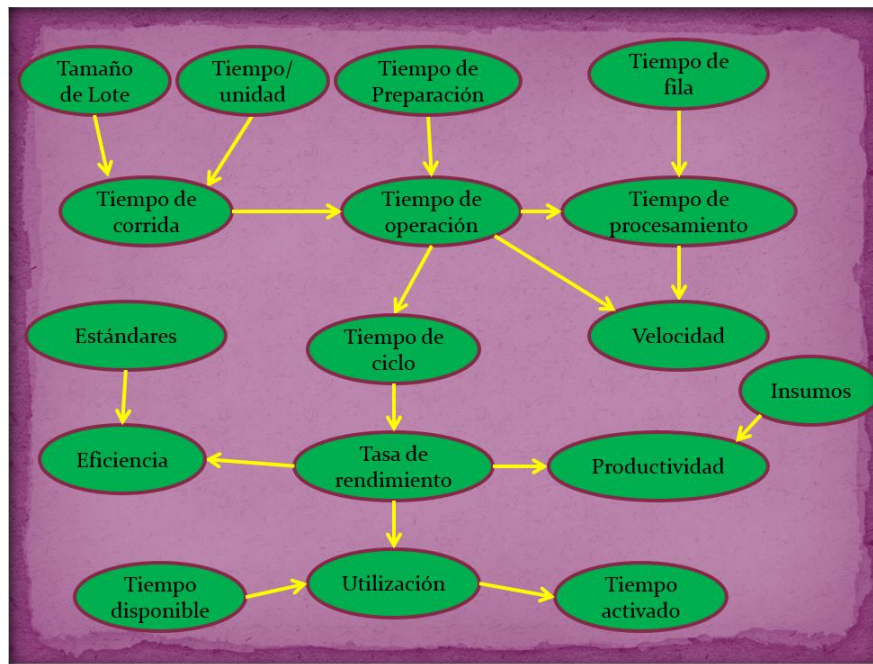 Tamaño
de Lote
Tiempo/
unidad
Tiempo de
Preparación
Tiempo de
fila
Tiempo de
corrida
Tiempo de
operación
Tiempo de
procesamiento
Estándares
Tiempo de
ciclo
Velocidad
Insumos
Eficiencia
Tasa de
rendimiento
Productividad
Tiempo
disponible
Utilización
Tiempo
activado